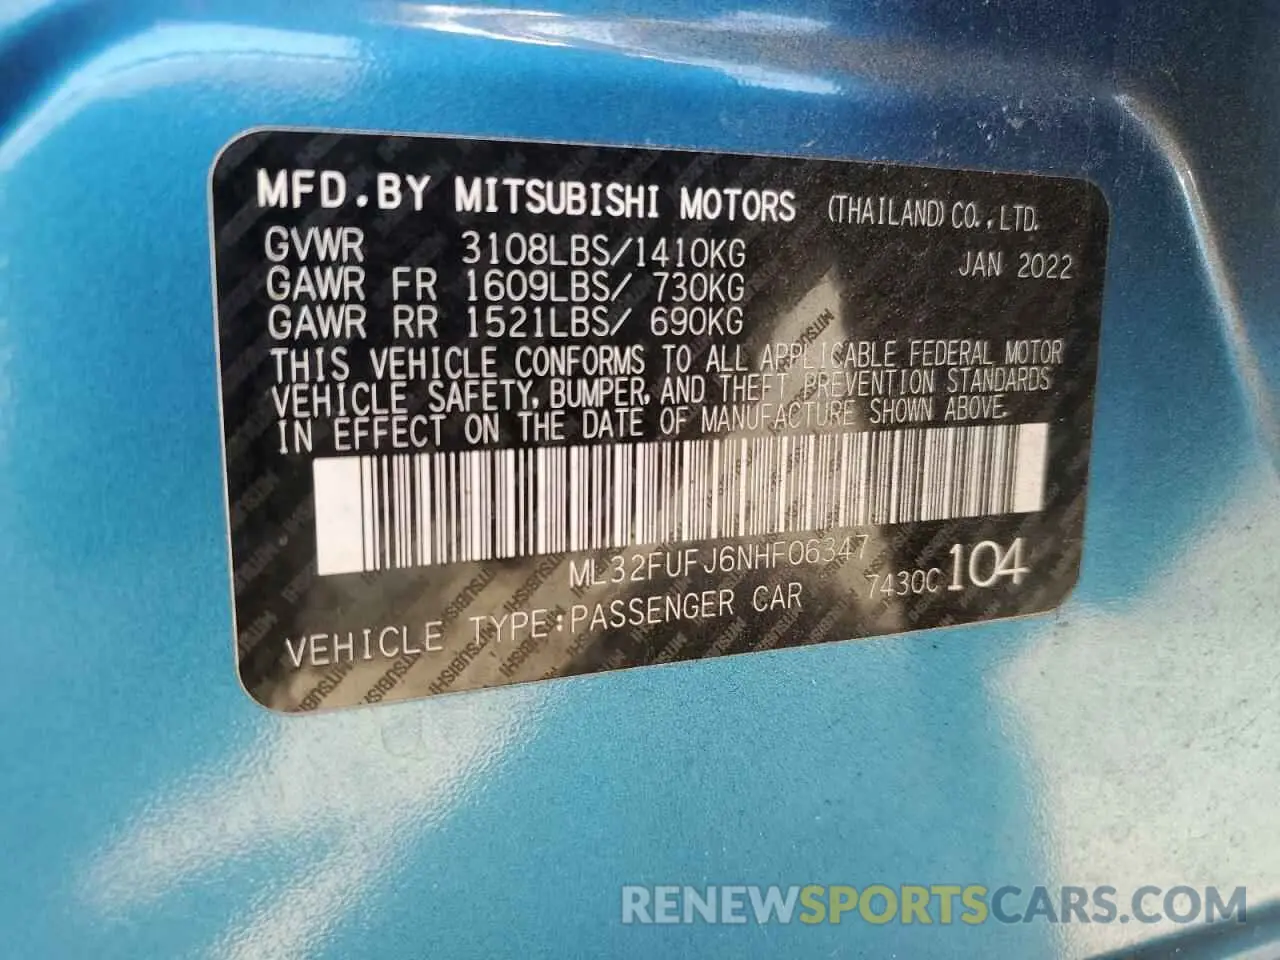 MFD.BY MITSUBISHI MOTORS (THAILAND) CO.,LTD.
GVWR 3108LBS/1410KG JAN 2022
GAWR FR 1609LBS/ 730KG
GAWR RR 1521LBS/ 690KG
THIS VEHICLE CONFORMS TO ALL APPLICABLE FEDERAL MOTOR
VEHICLE SAFETY, BUMPER, AND THEFT PREVENTION STANDARDS
IN EFFECT ON THE DATE OF MANUFACTURE SHOWN ABOVE.
ML32FUFJ6NHF06347
VEHICLE TYPE:PASSENGER CAR 7430C 104
RENEWSPORTSCARS.COM